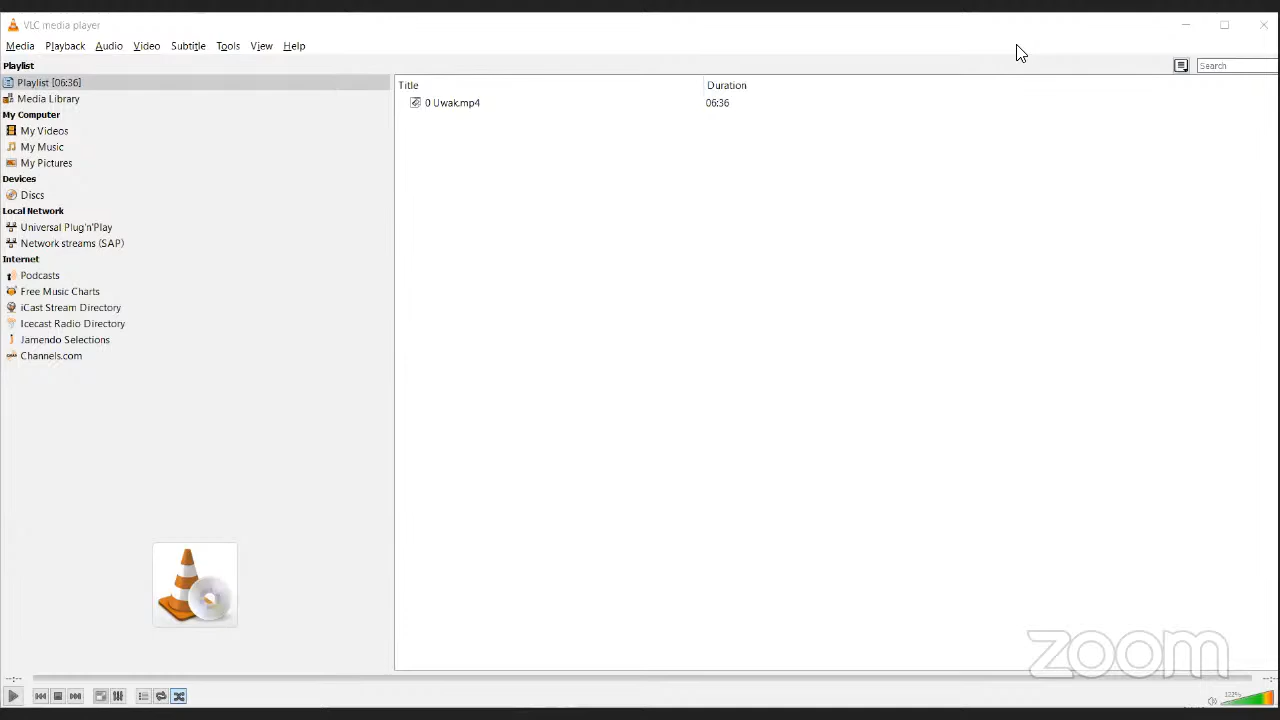 VLC media player
Media Playback Audio Video Subtitle Tools View Help
Playlist
Search
Playlist [06:36]
Media Library
My Computer
My Videos
My Music
My Pictures
Devices
Discs
Local Network
Universal Plug'n'Play
Network streams (SAP)
Internet
Podcasts
Free Music Charts
iCast Stream Directory
Icecast Radio Directory
Jamendo Selections
Channels.com
Title Duration
0 Uwak.mp4 06:36
zoom
--:-- --:--
122%